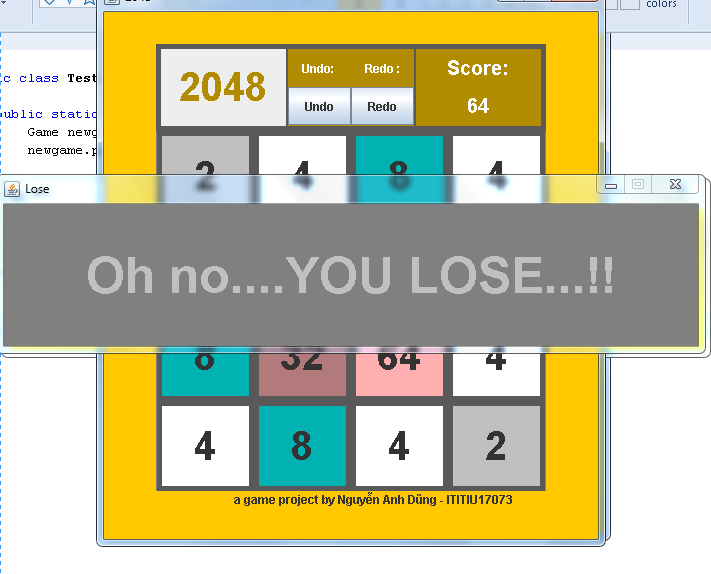 colors
c class Test
ublic static
Game newg
newgame.p
2048 Undo: Redo : Score:
Undo Redo 64
2 4 8 4
Lose
Oh no....YOU LOSE...!!
8 32 64 4
4 8 4 2
a game project by Nguyễn Anh Dũng - ITITIU17073